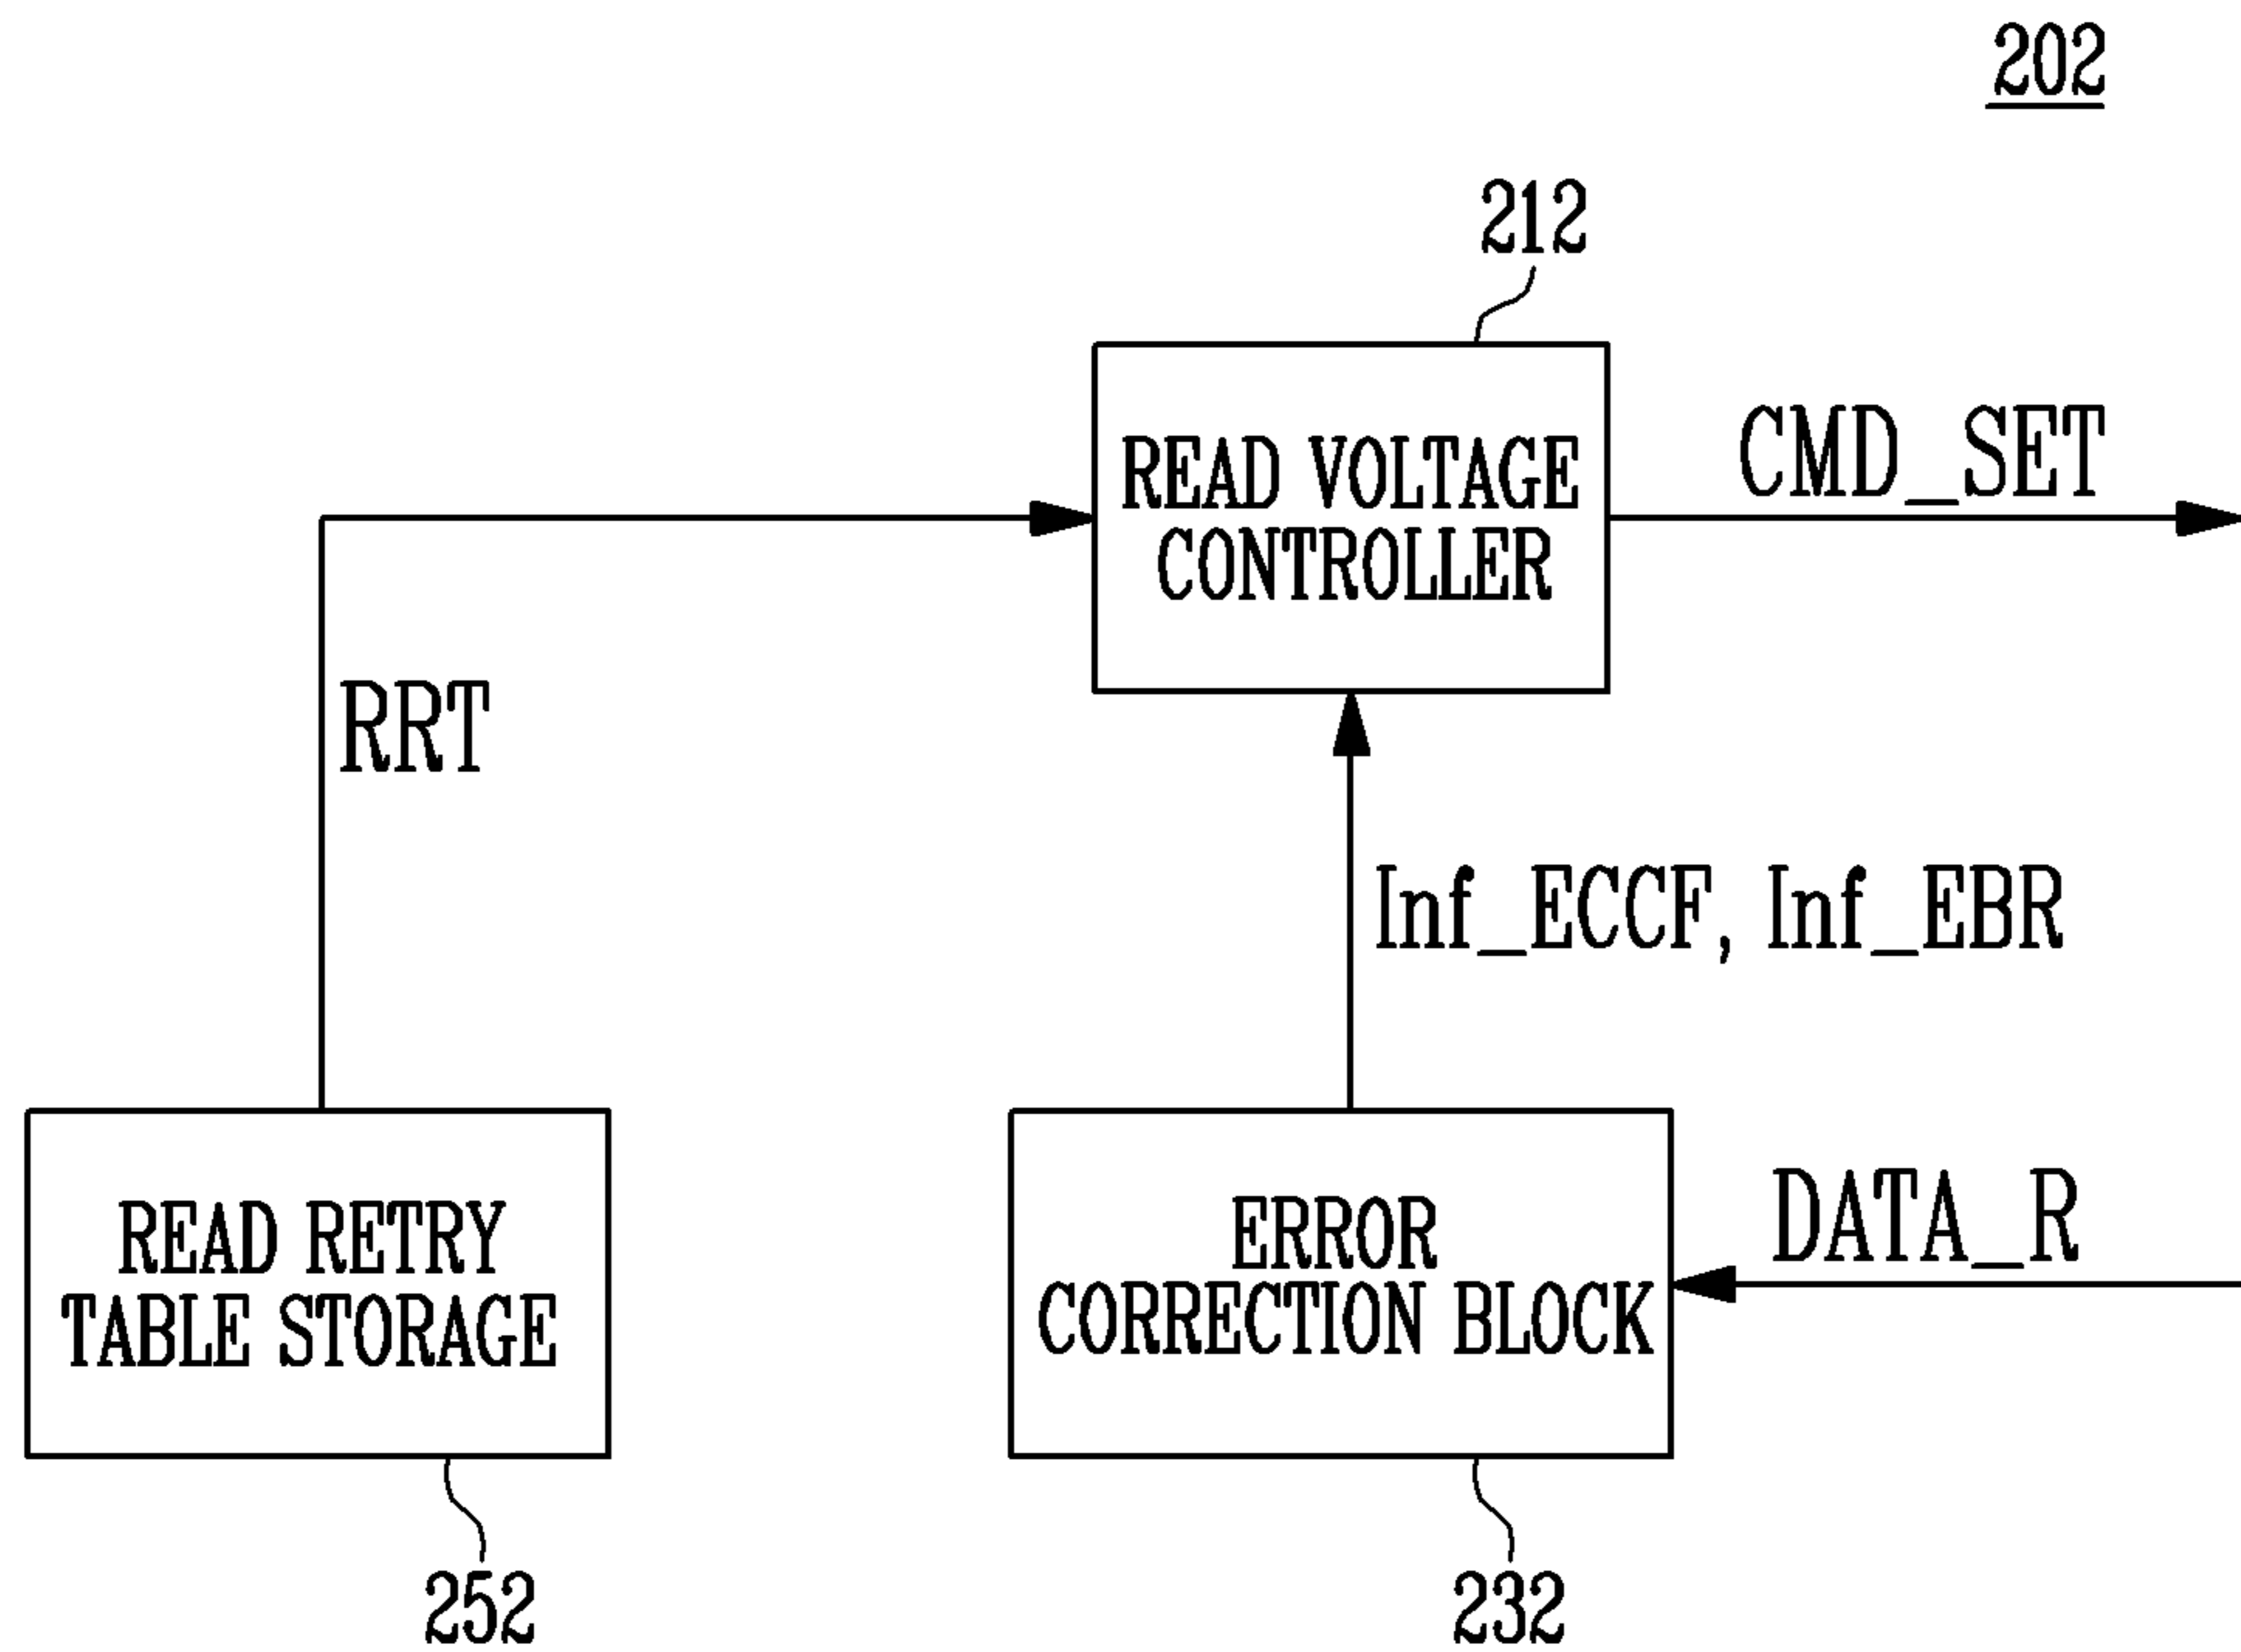 202
212
READ VOLTAGE
CONTROLLER
CMD_SET
RRT
Inf_ECCF, Inf_EBR
READ RETRY
TABLE STORAGE
ERROR
CORRECTION BLOCK
DATA_R
252
232